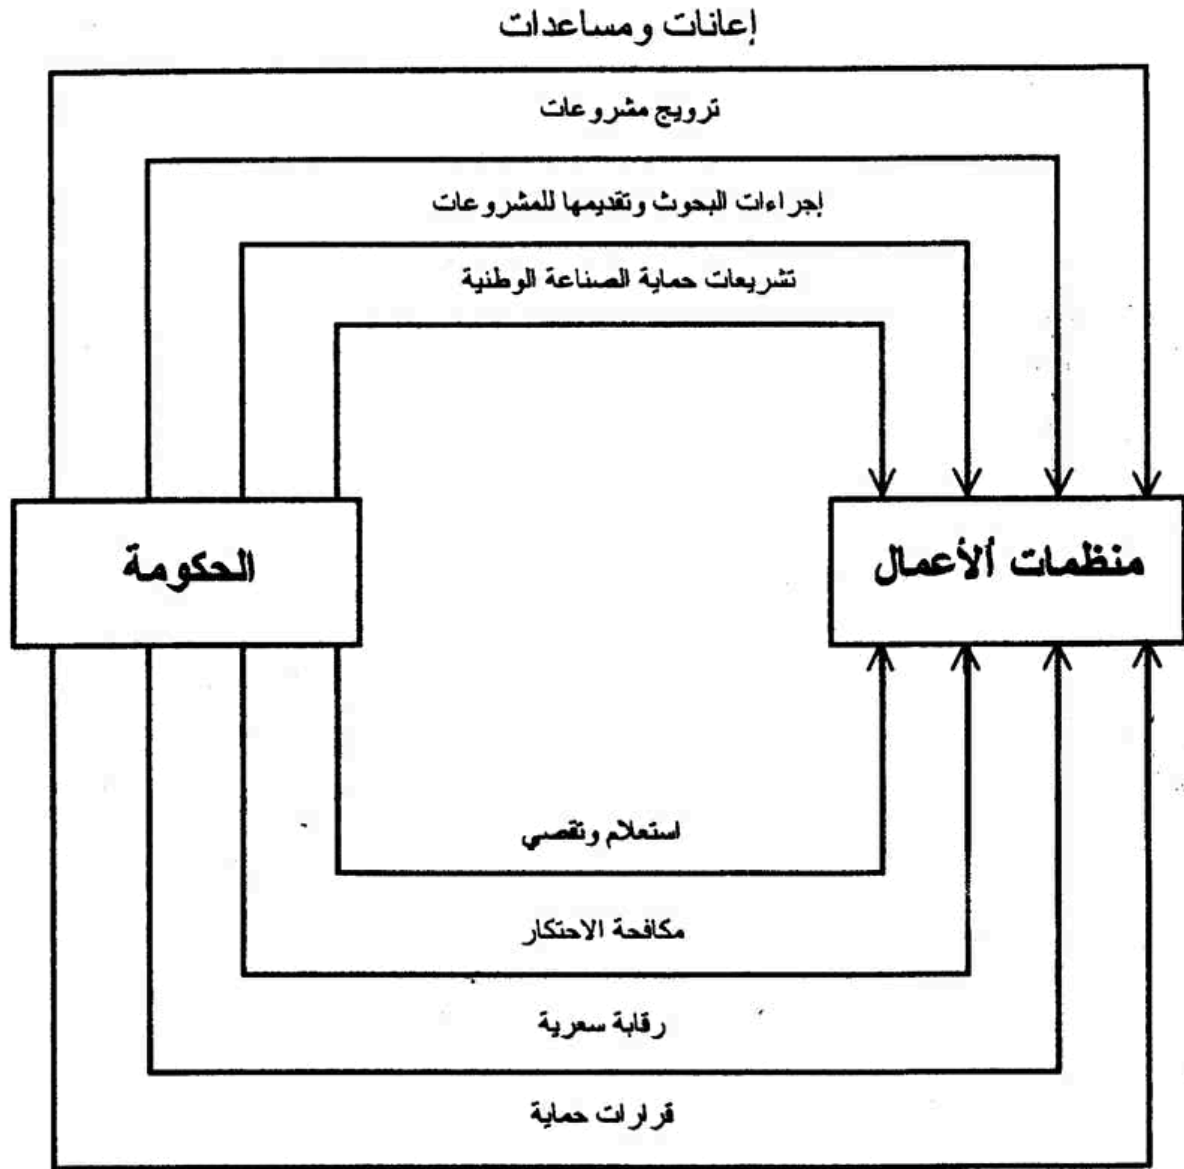 إعانات ومساعدات
ترويج مشروعات
إجراءات البحوث وتقديمها للمشروعات
تشريعات حماية الصناعة الوطنية
منظمات ألأعمال
الحكومة
استعلام وتقصي
مكافحة الاحتكار
رقابة سعرية
قرارات حماية